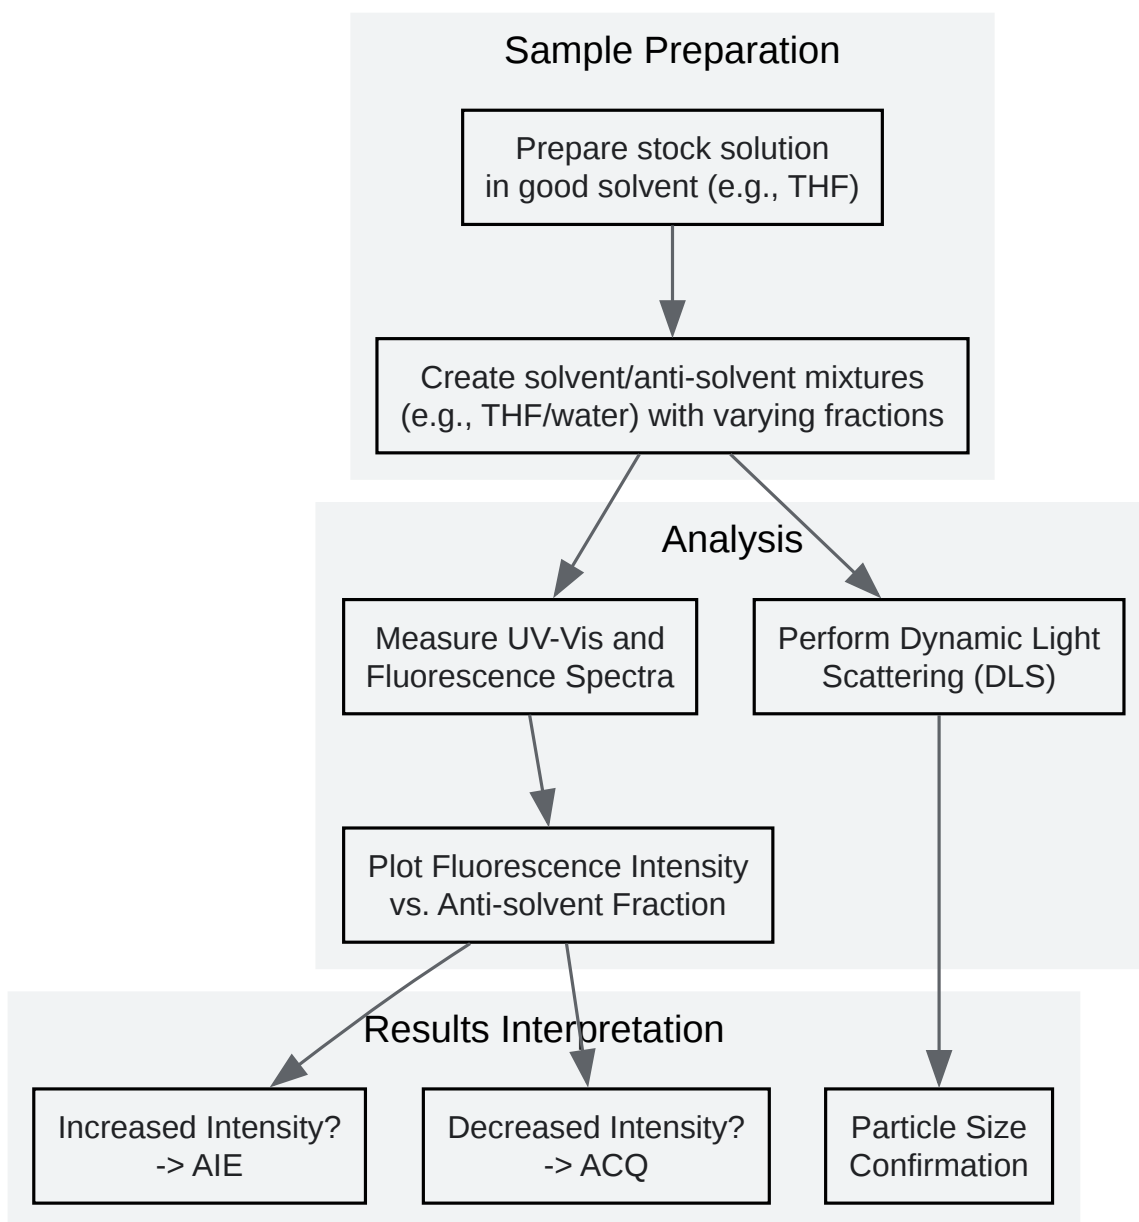 Sample Preparation
Prepare stock solution
in good solvent (e.g., THF)
Create solvent/anti-solvent mixtures
(e.g., THF/water) with varying fractions
Analysis
Measure UV-Vis and
Fluorescence Spectra
Perform Dynamic Light
Scattering (DLS)
Plot Fluorescence Intensity
vs. Anti-solvent Fraction
Results Interpretation
Increased Intensity?
-> AIE
Decreased Intensity?
-> ACQ
Particle Size
Confirmation